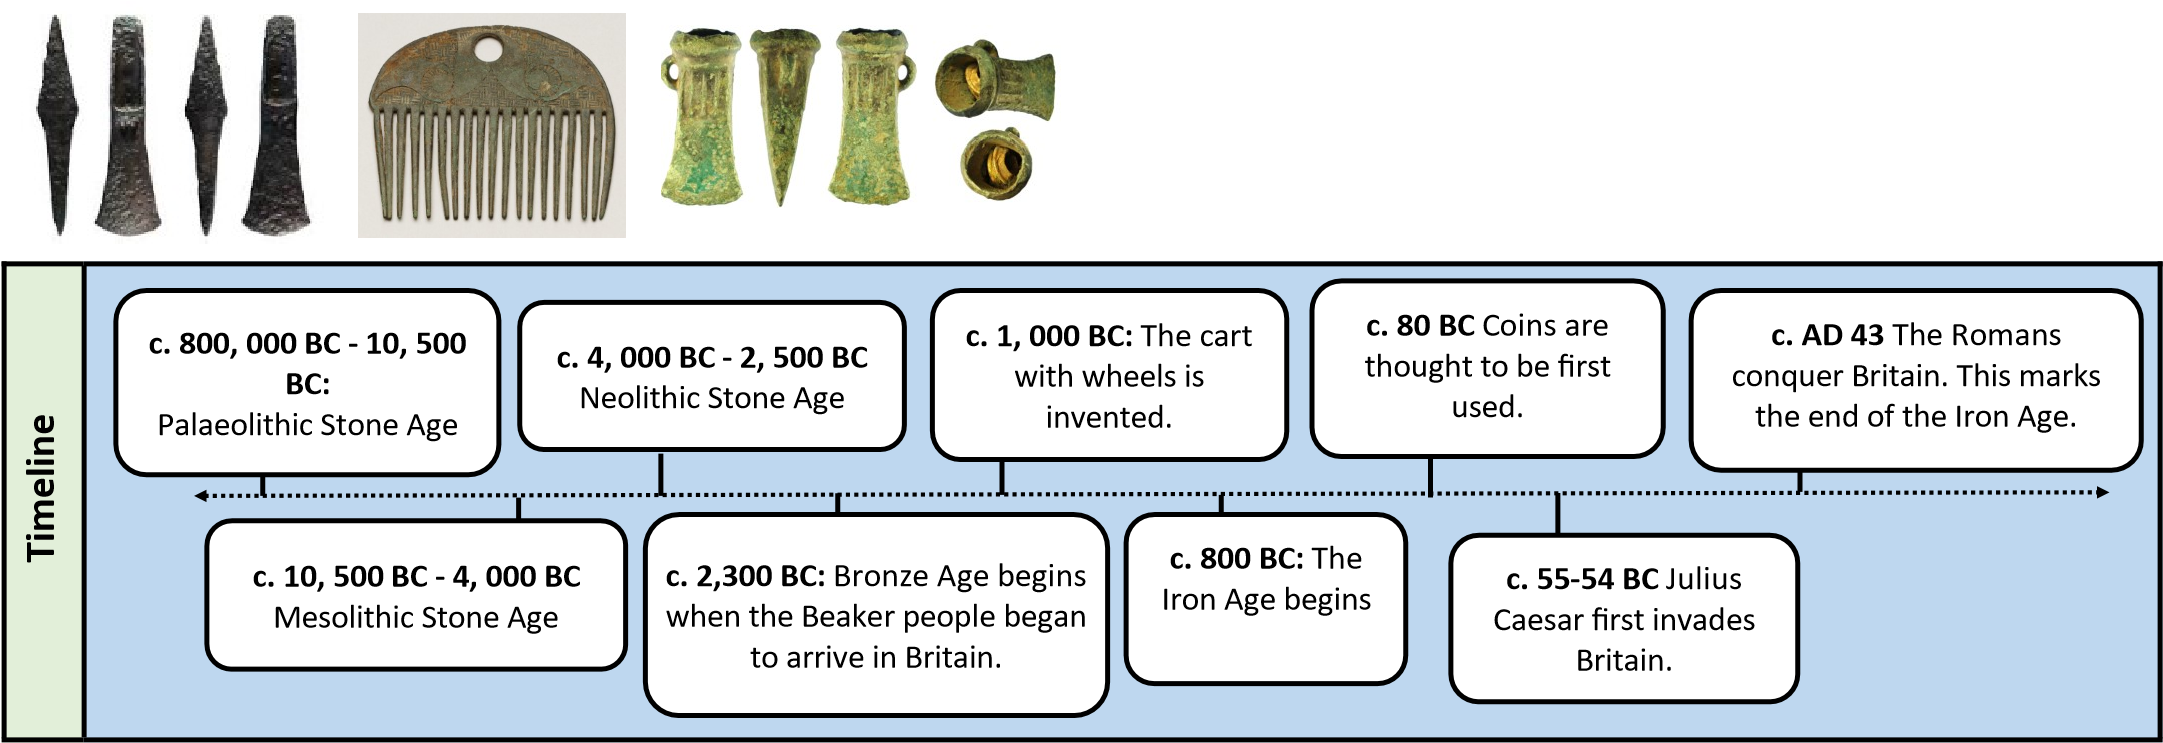 Timeline
c. 800, 000 BC - 10, 500
BC:
Palaeolithic Stone Age
c. 10, 500 BC - 4, 000 BC
Mesolithic Stone Age
c. 4, 000 BC - 2, 500 BC
Neolithic Stone Age
c. 2,300 BC: Bronze Age begins
when the Beaker people began
to arrive in Britain.
c. 1, 000 BC: The cart
with wheels is
invented.
c. 800 BC: The
Iron Age begins
c. 80 BC Coins are
thought to be first
used.
c. 55-54 BC Julius
Caesar first invades
Britain.
c. AD 43 The Romans
conquer Britain. This marks
the end of the Iron Age.